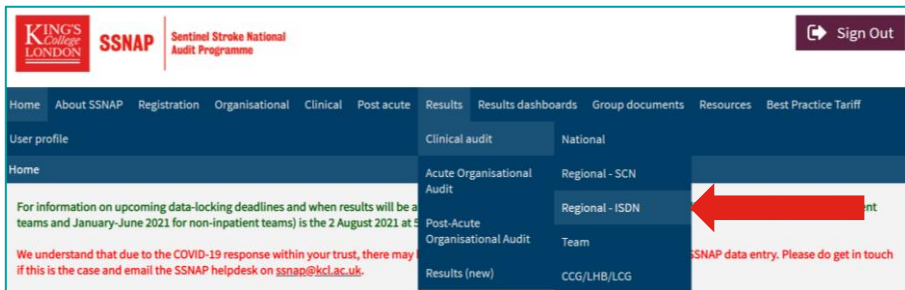 KING'S
College
LONDON
SSNAP
Sentinel Stroke National
Audit Programme
Sign Out
Home About SSNAP Registration Organisational Clinical Post acute Results Results dashboards Group documents Resources Best Practice Tariff
User profile
Clinical audit National
Home
Acute Organisational
Audit
Regional - SCN
Regional - ISDN
Post-Acute
Organisational Audit
Team
Results (new)
CCG/LHB/LCG
For information on upcoming data-locking deadlines and when results will be a
teams and January-June 2021 for non-inpatient teams) is the 2 August 2021 at 5
We understand that due to the COVID-19 response within your trust, there may SSNAP data entry. Please do get in touch
if this is the case and email the SSNAP helpdesk on ssnap@kcl.ac.uk.